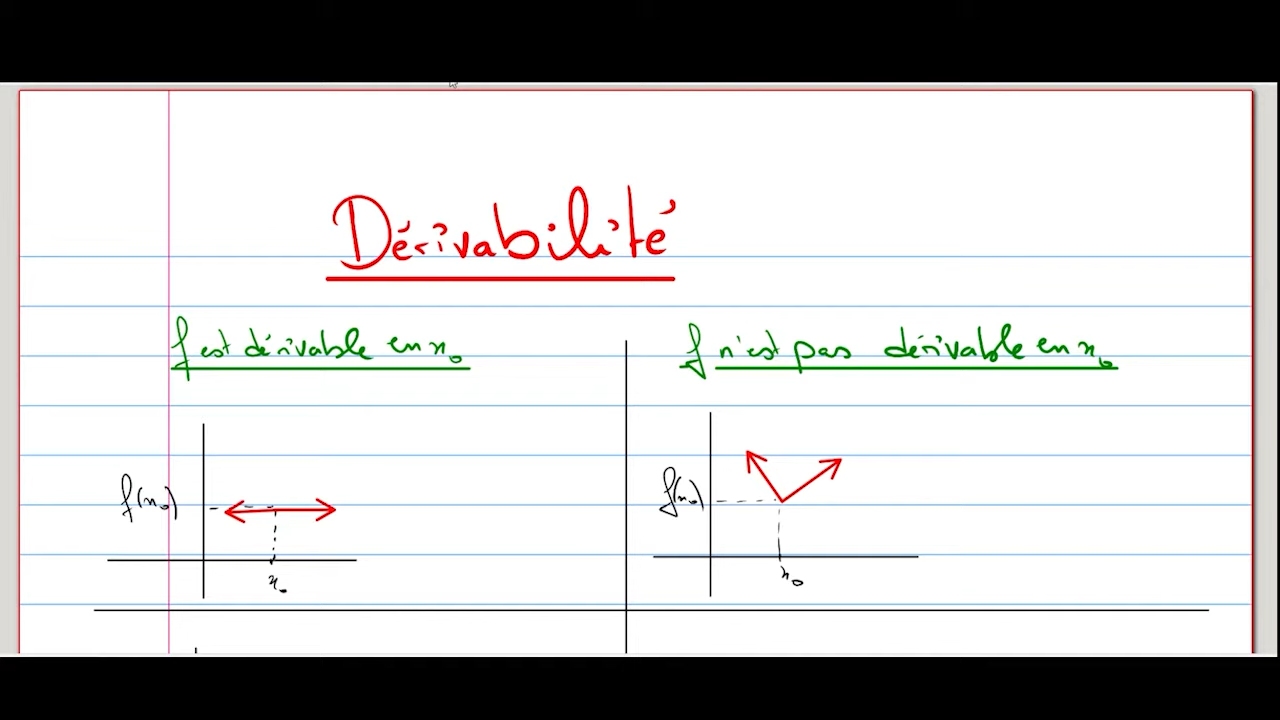 Dérivabilité
f est dérivable en x₀
f n'est pas dérivable en x₀
f(x₀)
x₀
f(x₀)
x₀